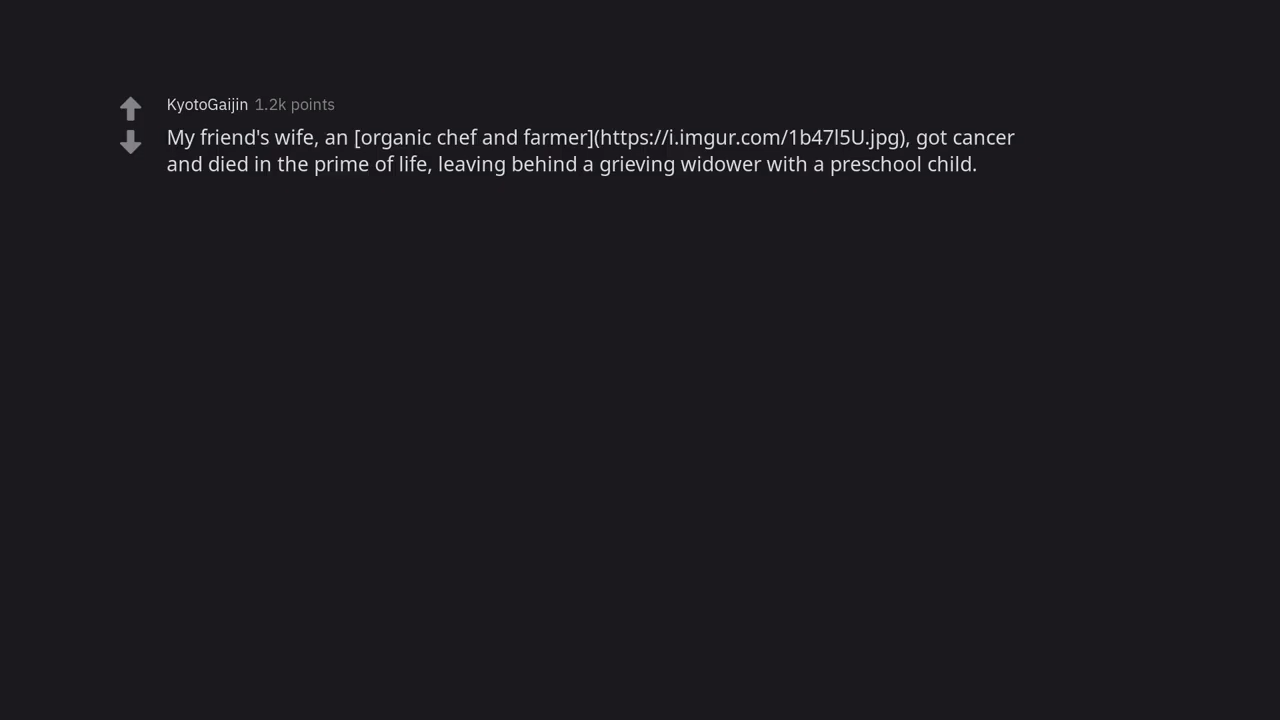 KyotoGaijin 1.2k points
My friend's wife, an [organic chef and farmer](https://i.imgur.com/1b47l5U.jpg), got cancer
and died in the prime of life, leaving behind a grieving widower with a preschool child.